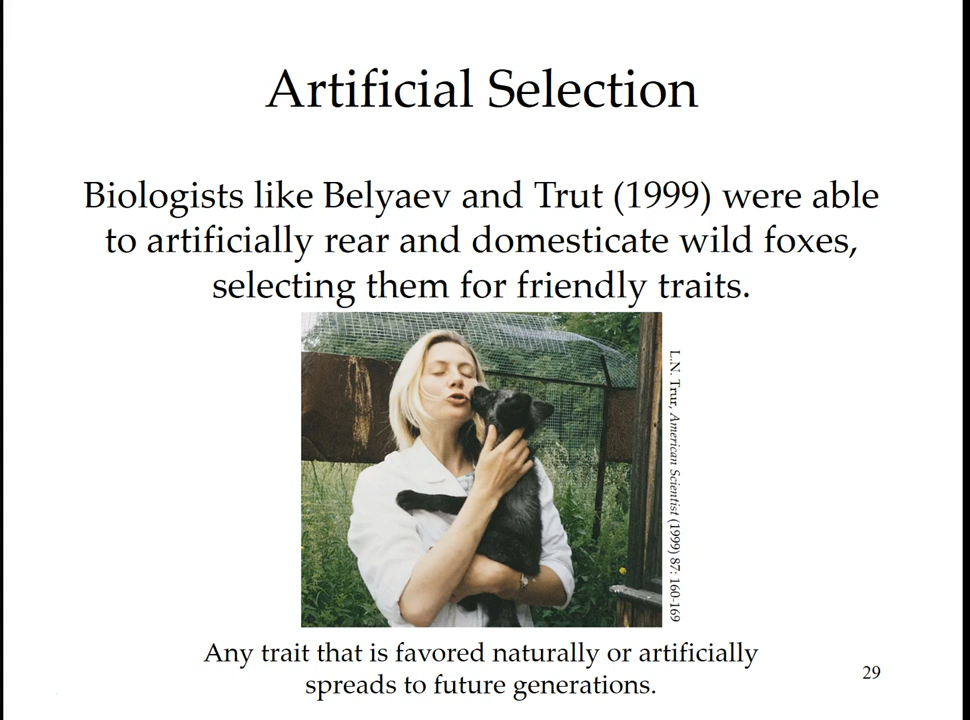 Artificial Selection
Biologists like Belyaev and Trut (1999) were able
to artificially rear and domesticate wild foxes,
selecting them for friendly traits.
L.N. Trur, American Scientist (1999) 87: 160-169
Any trait that is favored naturally or artificially
spreads to future generations.
29